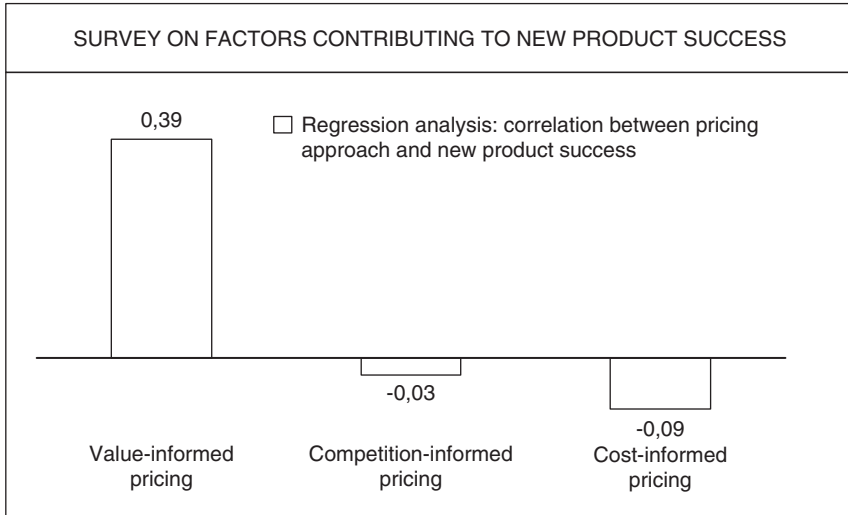 SURVEY ON FACTORS CONTRIBUTING TO NEW PRODUCT SUCCESS
0,39
Regression analysis: correlation between pricing
approach and new product success
-0,03
-0,09
Value-informed
pricing
Competition-informed
pricing
Cost-informed
pricing